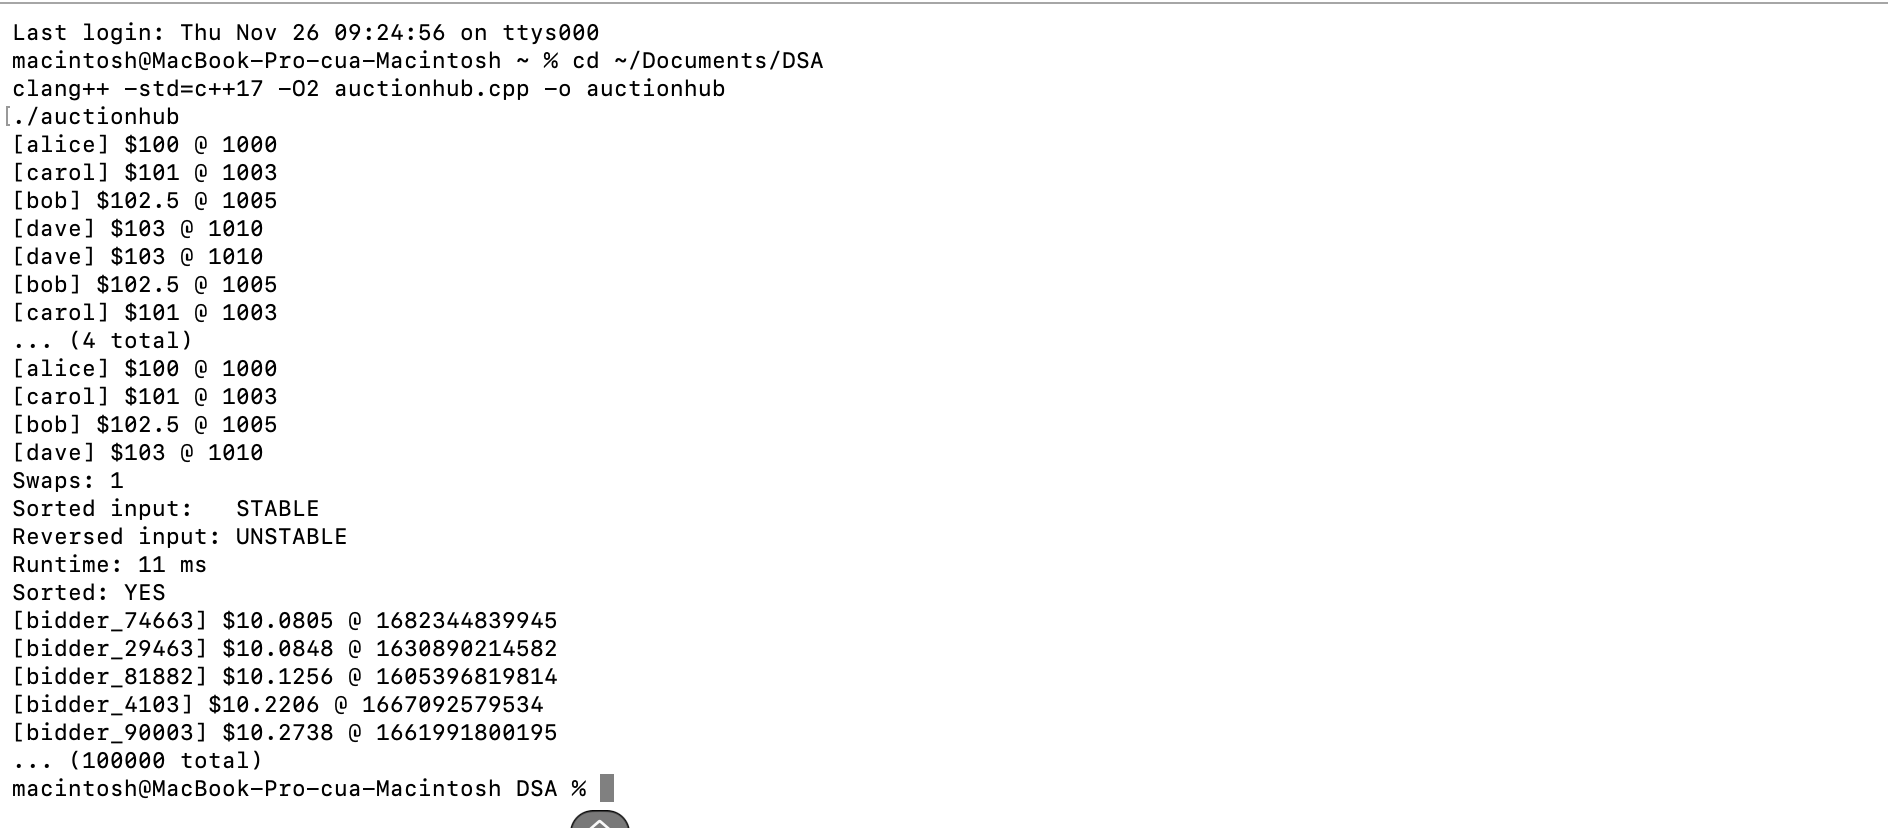 Last login: Thu Nov 26 09:24:56 on ttys000
macintosh@MacBook-Pro-cua-Macintosh ~ % cd ~/Documents/DSA
clang++ -std=c++17 -O2 auctionhub.cpp -o auctionhub
[./auctionhub
[alice] $100 @ 1000
[carol] $101 @ 1003
[bob] $102.5 @ 1005
[dave] $103 @ 1010
[dave] $103 @ 1010
[bob] $102.5 @ 1005
[carol] $101 @ 1003
... (4 total)
[alice] $100 @ 1000
[carol] $101 @ 1003
[bob] $102.5 @ 1005
[dave] $103 @ 1010
Swaps: 1
Sorted input:   STABLE
Reversed input: UNSTABLE
Runtime: 11 ms
Sorted: YES
[bidder_74663] $10.0805 @ 1682344839945
[bidder_29463] $10.0848 @ 1630890214582
[bidder_81882] $10.1256 @ 1605396819814
[bidder_4103] $10.2206 @ 1667092579534
[bidder_90003] $10.2738 @ 1661991800195
... (100000 total)
macintosh@MacBook-Pro-cua-Macintosh DSA %